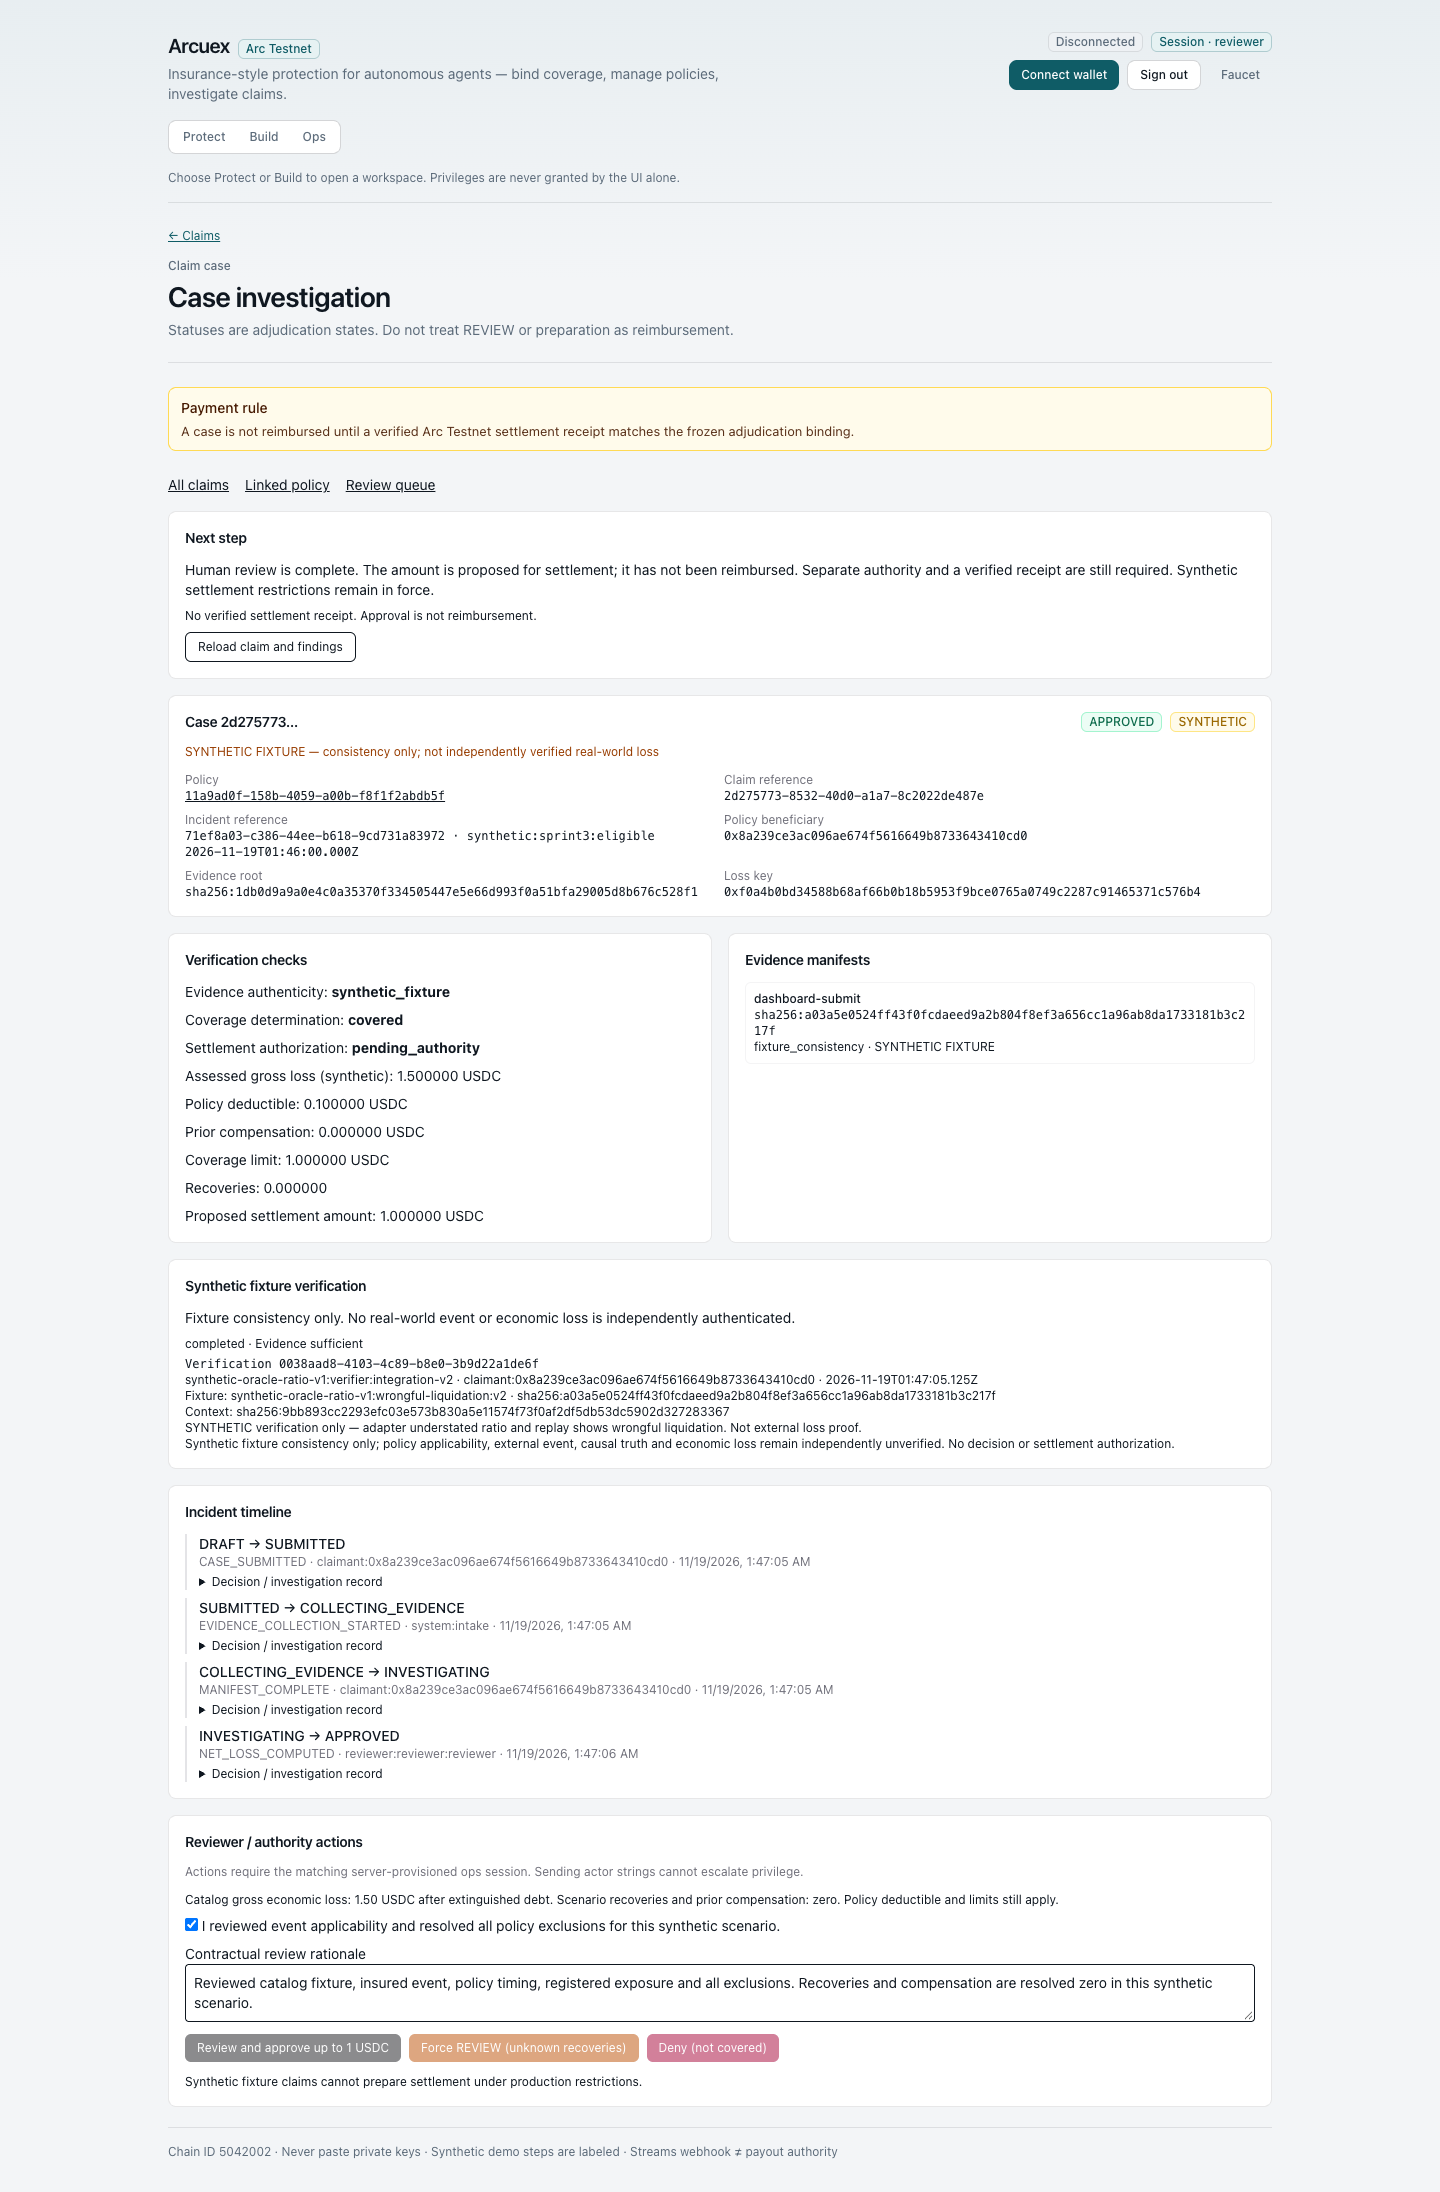 Arcuex
Arc Testnet
Disconnected
Session · reviewer
Insurance-style protection for autonomous agents — bind coverage, manage policies,
investigate claims.
Connect wallet
Sign out
Faucet
Protect
Build
Ops
Choose Protect or Build to open a workspace. Privileges are never granted by the UI alone.
← Claims
Claim case
Case investigation
Statuses are adjudication states. Do not treat REVIEW or preparation as reimbursement.
Payment rule
A case is not reimbursed until a verified Arc Testnet settlement receipt matches the frozen adjudication binding.
All claims
Linked policy
Review queue
Next step
Human review is complete. The amount is proposed for settlement; it has not been reimbursed. Separate authority and a verified receipt are still required. Synthetic
settlement restrictions remain in force.
No verified settlement receipt. Approval is not reimbursement.
Reload claim and findings
Case 2d275773...
APPROVED
SYNTHETIC
SYNTHETIC FIXTURE — consistency only; not independently verified real-world loss
Policy
11a9ad0f-158b-4059-a00b-f8f1f2abdb5f
Claim reference
2d275773-8532-40d0-a1a7-8c2022de487e
Incident reference
71ef8a03-c386-44ee-b618-9cd731a83972 · synthetic:sprint3:eligible
2026-11-19T01:46:00.000Z
Policy beneficiary
0x8a239ce3ac096ae674f5616649b8733643410cd0
Evidence root
sha256:1db0d9a9a0e4c0a35370f334505447e5e66d993f0a51bfa29005d8b676c528f1
Loss key
0xf0a4b0bd34588b68af66b0b18b5953f9bce0765a0749c2287c91465371c576b4
Verification checks
Evidence authenticity: synthetic_fixture
Coverage determination: covered
Settlement authorization: pending_authority
Assessed gross loss (synthetic): 1.500000 USDC
Policy deductible: 0.100000 USDC
Prior compensation: 0.000000 USDC
Coverage limit: 1.000000 USDC
Recoveries: 0.000000
Proposed settlement amount: 1.000000 USDC
Evidence manifests
dashboard-submit
sha256:a03a5e0524ff43f0fcdaeed9a2b804f8ef3a656cc1a96ab8da1733181b3c2
17f
fixture_consistency · SYNTHETIC FIXTURE
Synthetic fixture verification
Fixture consistency only. No real-world event or economic loss is independently authenticated.
completed · Evidence sufficient
Verification 0038aad8-4103-4c89-b8e0-3b9d22a1de6f
synthetic-oracle-ratio-v1:verifier:integration-v2 · claimant:0x8a239ce3ac096ae674f5616649b8733643410cd0 · 2026-11-19T01:47:05.125Z
Fixture: synthetic-oracle-ratio-v1:wrongful-liquidation:v2 · sha256:a03a5e0524ff43f0fcdaeed9a2b804f8ef3a656cc1a96ab8da1733181b3c217f
Context: sha256:9bb893cc2293efc03e573b830a5e11574f73f0af2df5db53dc5902d327283367
SYNTHETIC verification only — adapter understated ratio and replay shows wrongful liquidation. Not external loss proof.
Synthetic fixture consistency only; policy applicability, external event, causal truth and economic loss remain independently unverified. No decision or settlement authorization.
Incident timeline
DRAFT → SUBMITTED
CASE_SUBMITTED · claimant:0x8a239ce3ac096ae674f5616649b8733643410cd0 · 11/19/2026, 1:47:05 AM
▶ Decision / investigation record
SUBMITTED → COLLECTING_EVIDENCE
EVIDENCE_COLLECTION_STARTED · system:intake · 11/19/2026, 1:47:05 AM
▶ Decision / investigation record
COLLECTING_EVIDENCE → INVESTIGATING
MANIFEST_COMPLETE · claimant:0x8a239ce3ac096ae674f5616649b8733643410cd0 · 11/19/2026, 1:47:05 AM
▶ Decision / investigation record
INVESTIGATING → APPROVED
NET_LOSS_COMPUTED · reviewer:reviewer:reviewer · 11/19/2026, 1:47:06 AM
▶ Decision / investigation record
Reviewer / authority actions
Actions require the matching server-provisioned ops session. Sending actor strings cannot escalate privilege.
Catalog gross economic loss: 1.50 USDC after extinguished debt. Scenario recoveries and prior compensation: zero. Policy deductible and limits still apply.
I reviewed event applicability and resolved all policy exclusions for this synthetic scenario.
Contractual review rationale
Reviewed catalog fixture, insured event, policy timing, registered exposure and all exclusions. Recoveries and compensation are resolved zero in this synthetic
scenario.
Review and approve up to 1 USDC
Force REVIEW (unknown recoveries)
Deny (not covered)
Synthetic fixture claims cannot prepare settlement under production restrictions.
Chain ID 5042002 · Never paste private keys · Synthetic demo steps are labeled · Streams webhook ≠ payout authority